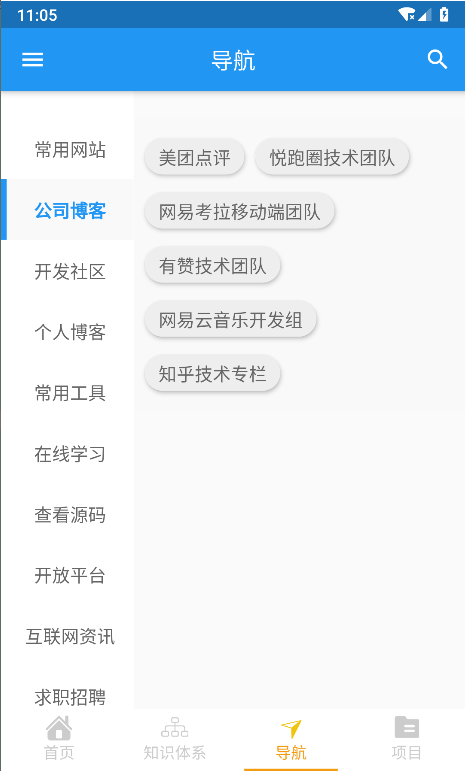 11:05
导航
常用网站
公司博客
开发社区
个人博客
常用工具
在线学习
查看源码
开放平台
互联网资讯
求职招聘
美团点评 悦跑圈技术团队
网易考拉移动端团队
有赞技术团队
网易云音乐开发组
知乎技术专栏
首页 知识体系 导航 项目